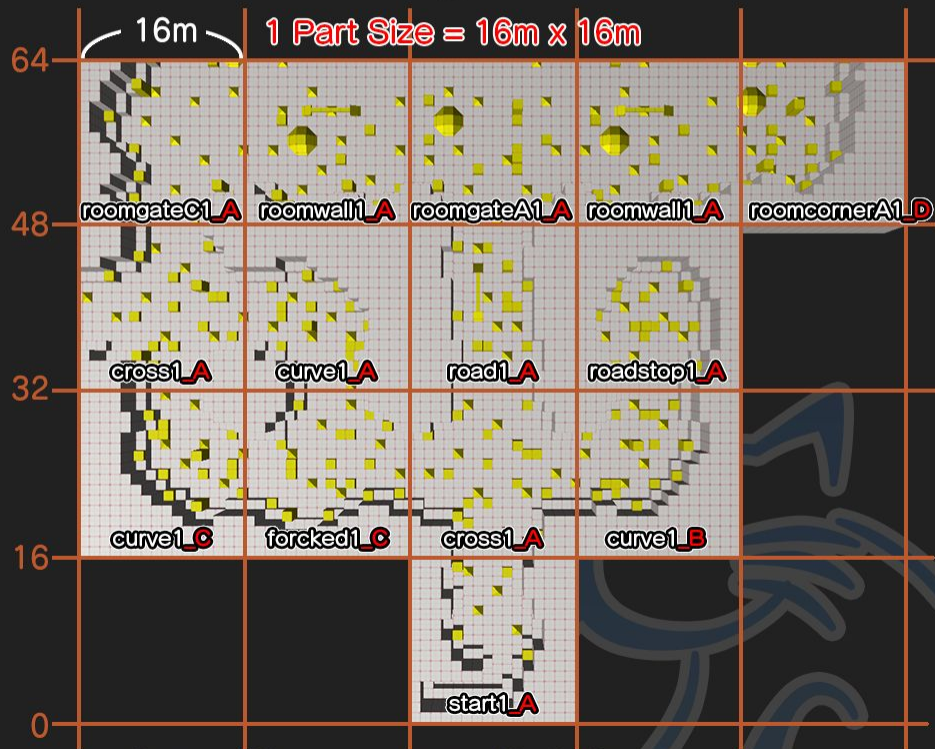 16m 1 Part Size = 16m x 16m
64
roomgateC1_A roomwall1_A roomgateA1_A roomwall1_A roomcornerA1_D
48
cross1_A curve1_A road1_A roadstop1_A
32
curve1_C forcked1_C cross1_A curve1_B
16
start1_A
0